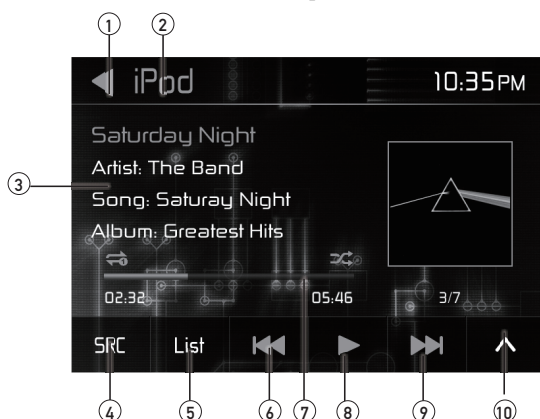 1 2
iPod 10:35PM
Saturday Night
Artist: The Band
3
Song: Saturay Night
Album: Greatest Hits
02:32 05:46 3/7
SRC List
4 5 6 7 8 9 10